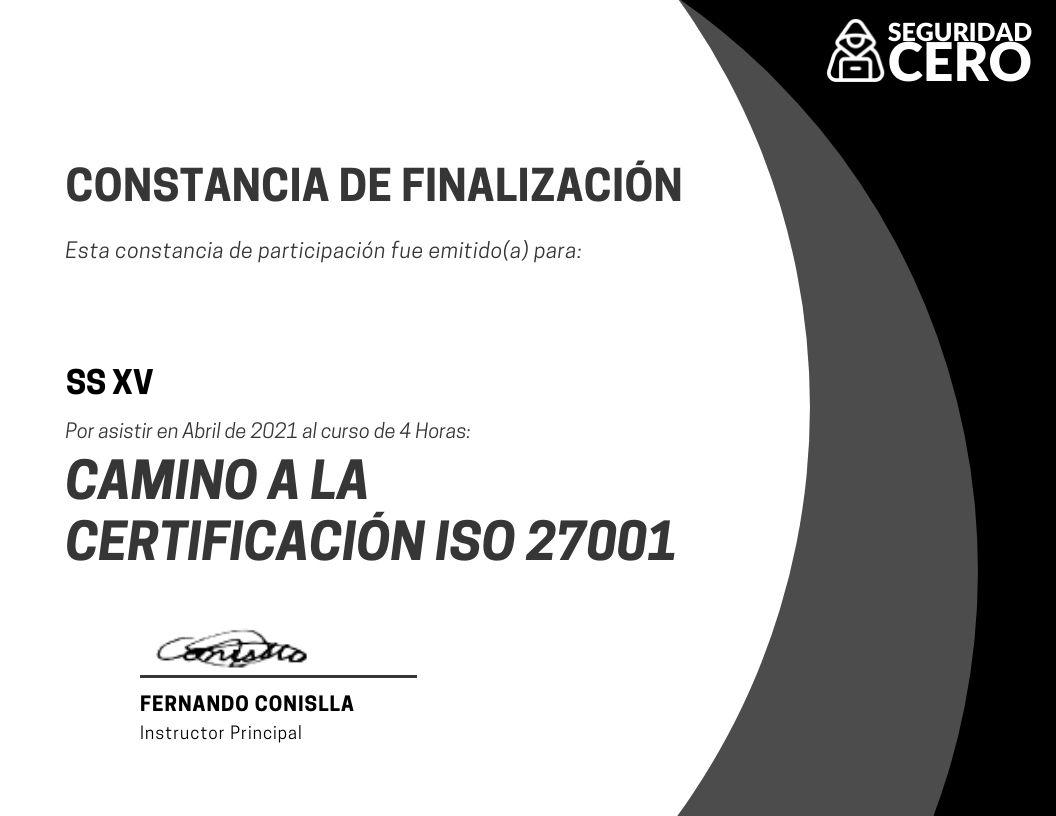 SEGURIDAD
CERO
CONSTANCIA DE FINALIZACIÓN
Esta constancia de participación fue emitido(a) para:
SS XV
Por asistir en Abril de 2021 al curso de 4 Horas:
CAMINO A LA
CERTIFICACIÓN ISO 27001
Conislla
FERNANDO CONISLLA
Instructor Principal